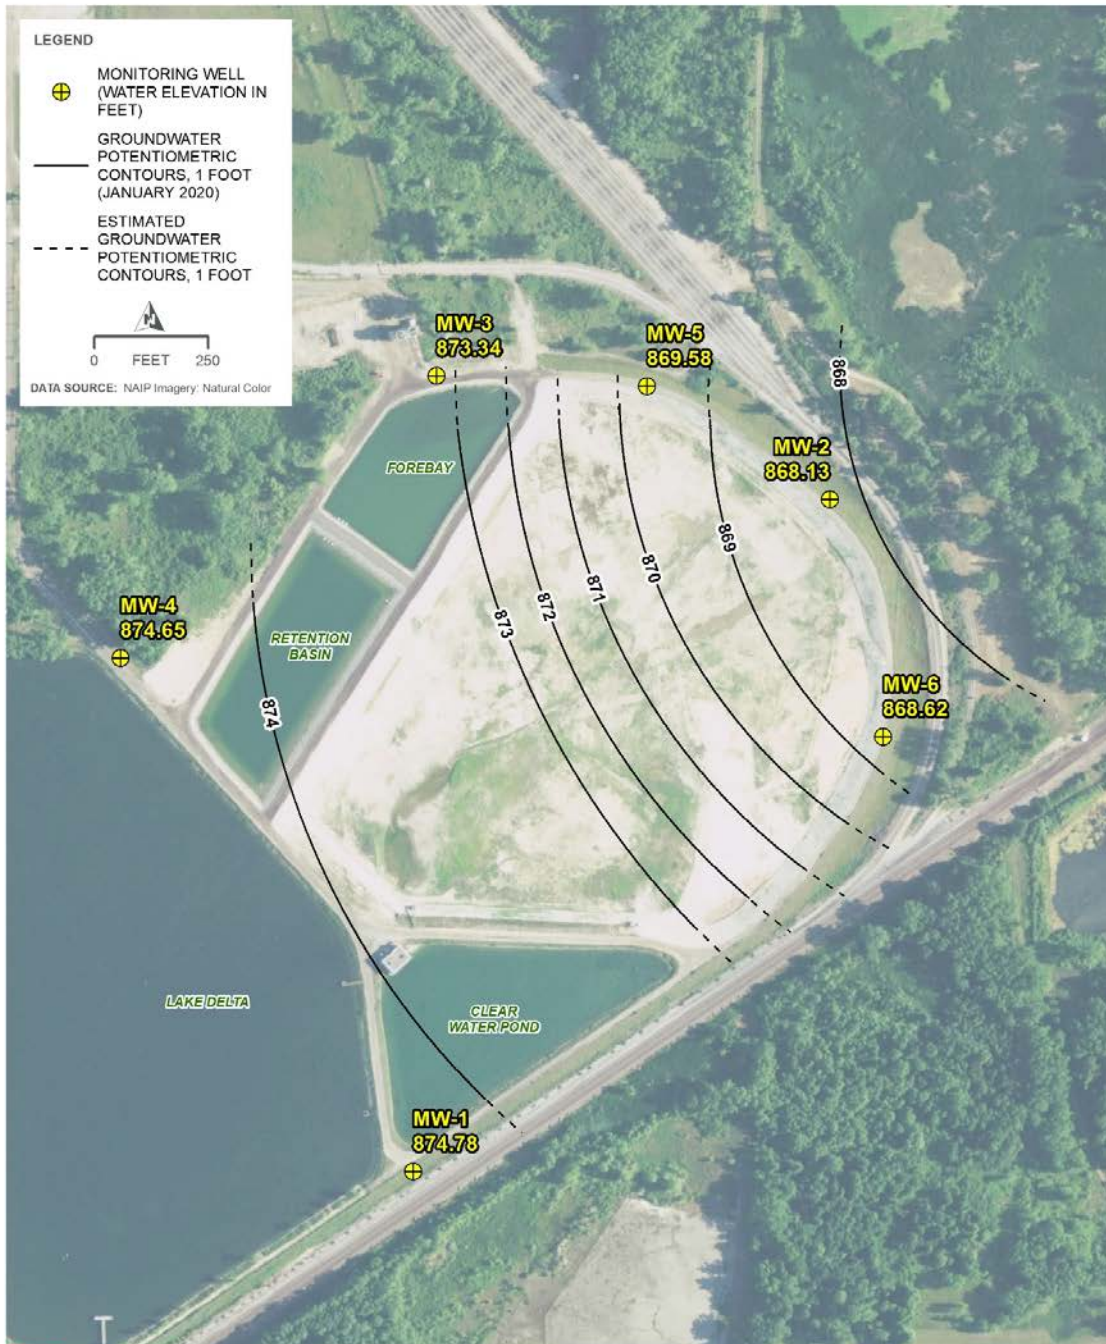 LEGEND
MONITORING WELL
(WATER ELEVATION IN
FEET)
GROUNDWATER
POTENTIOMETRIC
CONTOURS, 1 FOOT
(JANUARY 2020)
ESTIMATED
GROUNDWATER
POTENTIOMETRIC
CONTOURS, 1 FOOT
N
0 FEET 250
DATA SOURCE: NAIP Imagery: Natural Color
MW-3
873.34
MW-5
869.58
868
MW-2
868.13
FOREBAY
869
870
871
872
873
MW-4
874.65
RETENTION
BASIN
874
MW-6
868.62
LAKE DELTA
CLEAR
WATER POND
MW-1
874.78